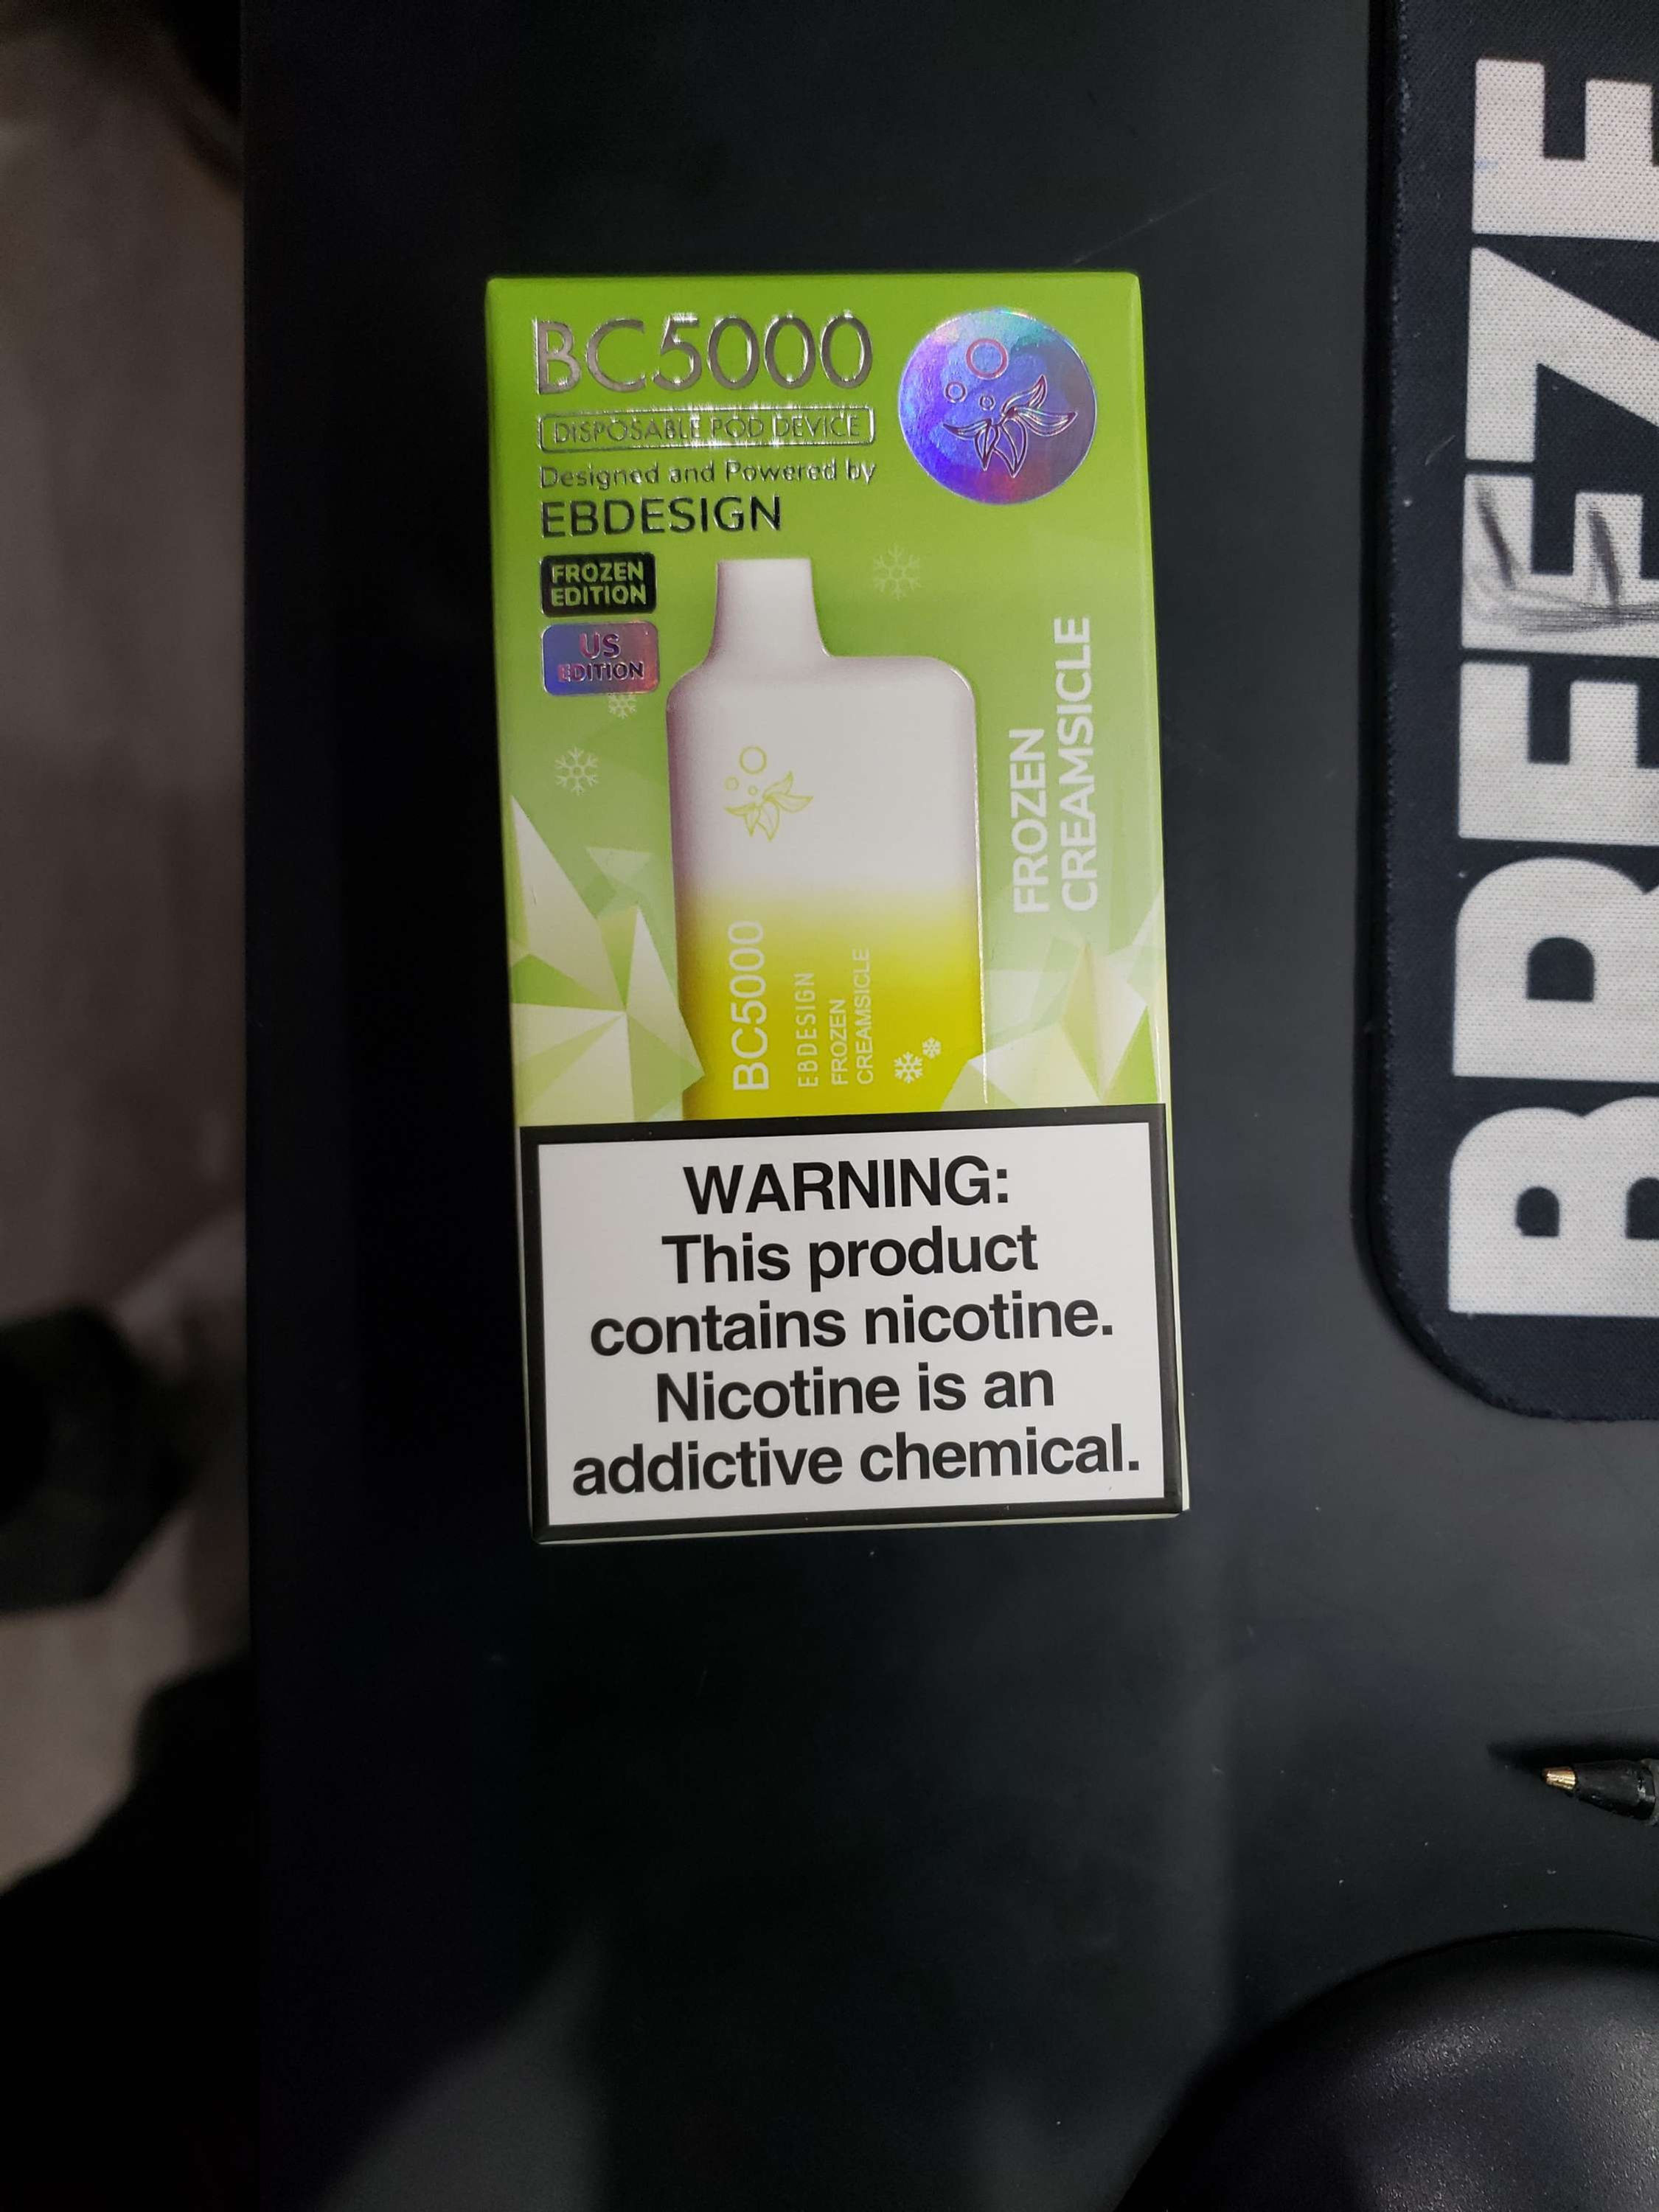 BC5000
DISPOSABLE POD DEVICE
Designed and Powered by
EBDESIGN
FROZEN
EDITION
US
EDITION
FROZEN
CREAMSICLE
BC5000
EBDESIGN
FROZEN
CREAMSICLE
WARNING:
This product
contains nicotine.
Nicotine is an
addictive chemical.
BREEZE